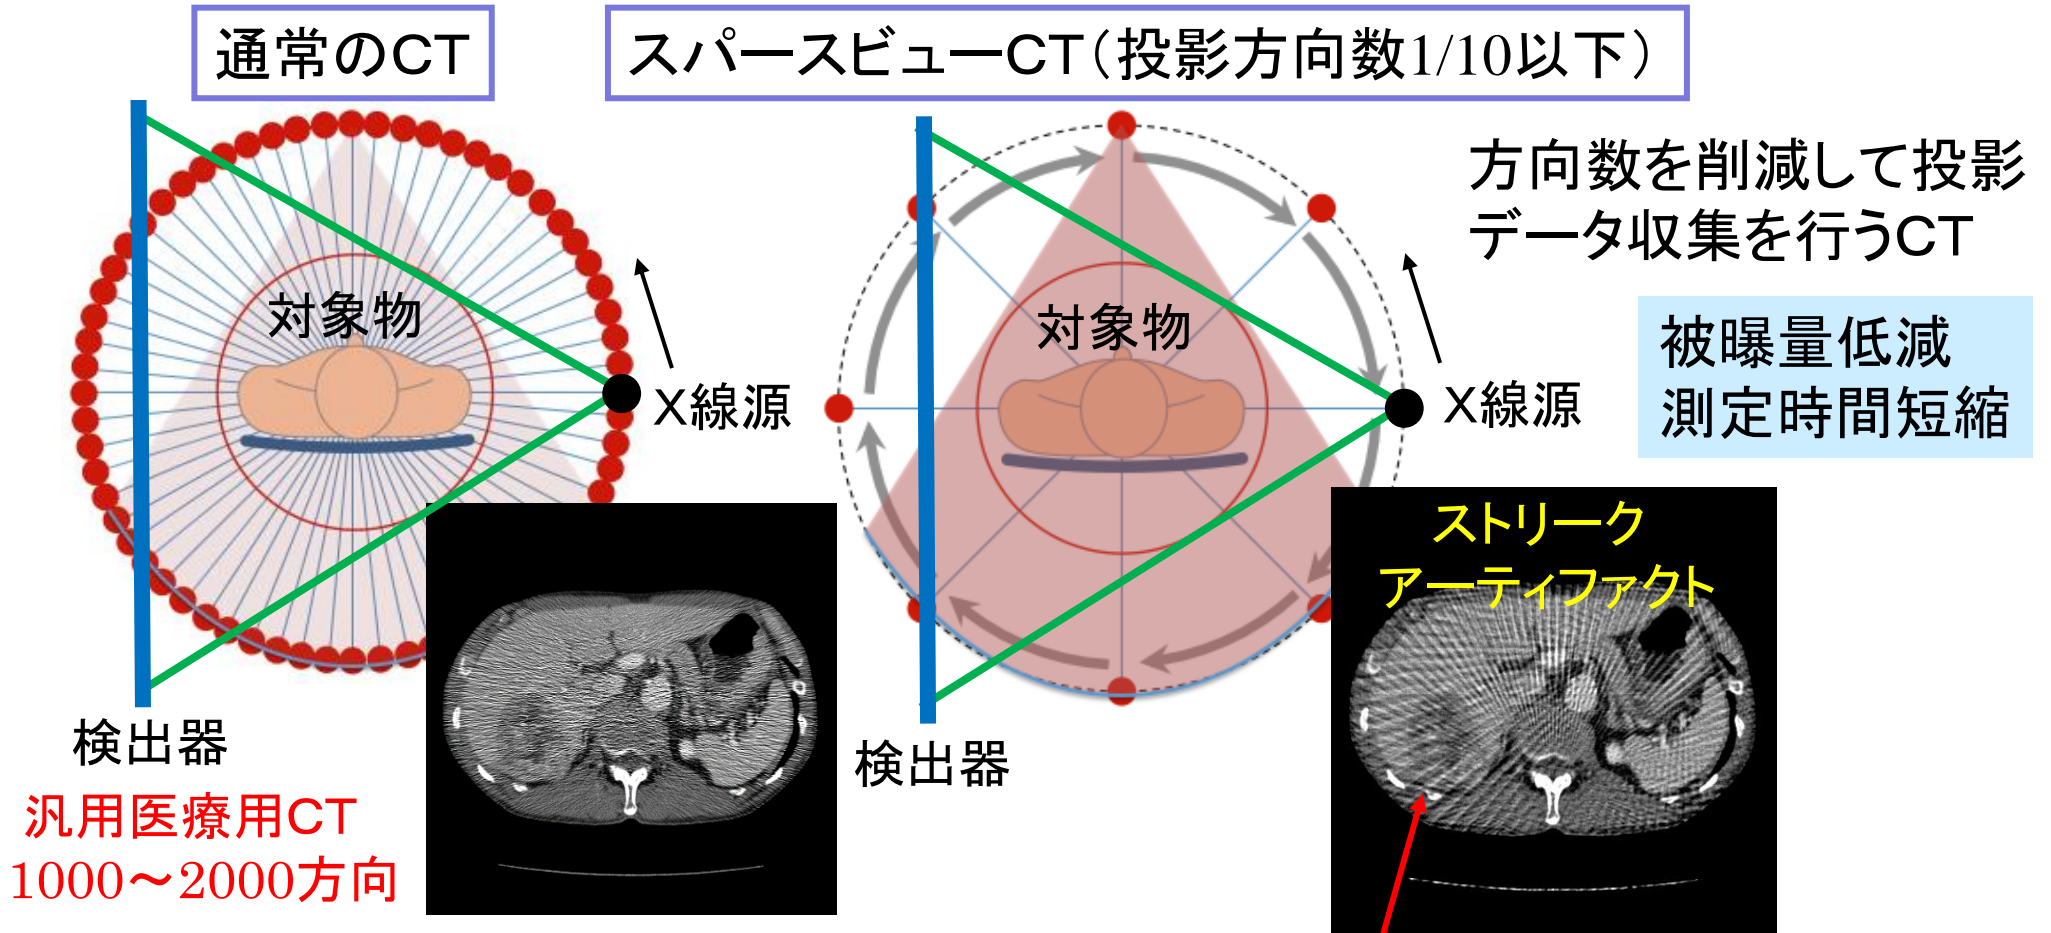 通常のCT
スパースビューCT（投影方向数1/10以下）
方向数を削減して投影
データ収集を行うCT
被曝量低減
測定時間短縮
対象物
X線源
検出器
汎用医療用CT
1000～2000方向
対象物
X線源
検出器
ストリーク
アーティファクト